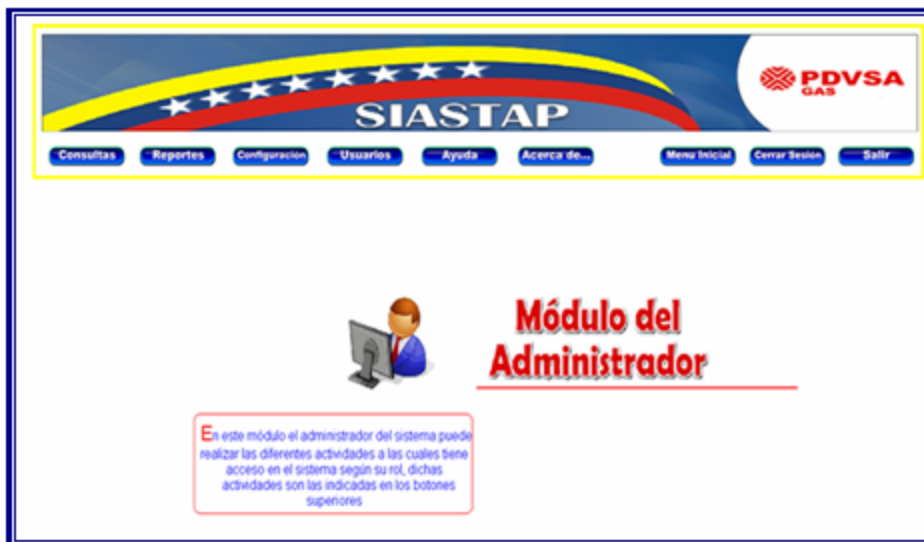 SIASTAP
PDVSA
GAS
Consultas Reportes Configuración Usuarios Ayuda Acerca de... Menu Inicial Cerrar Sesión Salir
Módulo del
Administrador
En este módulo el administrador del sistema puede
realizar las diferentes actividades a las cuales tiene
acceso en el sistema según su rol, dichas
actividades son las indicadas en los botones
superiores